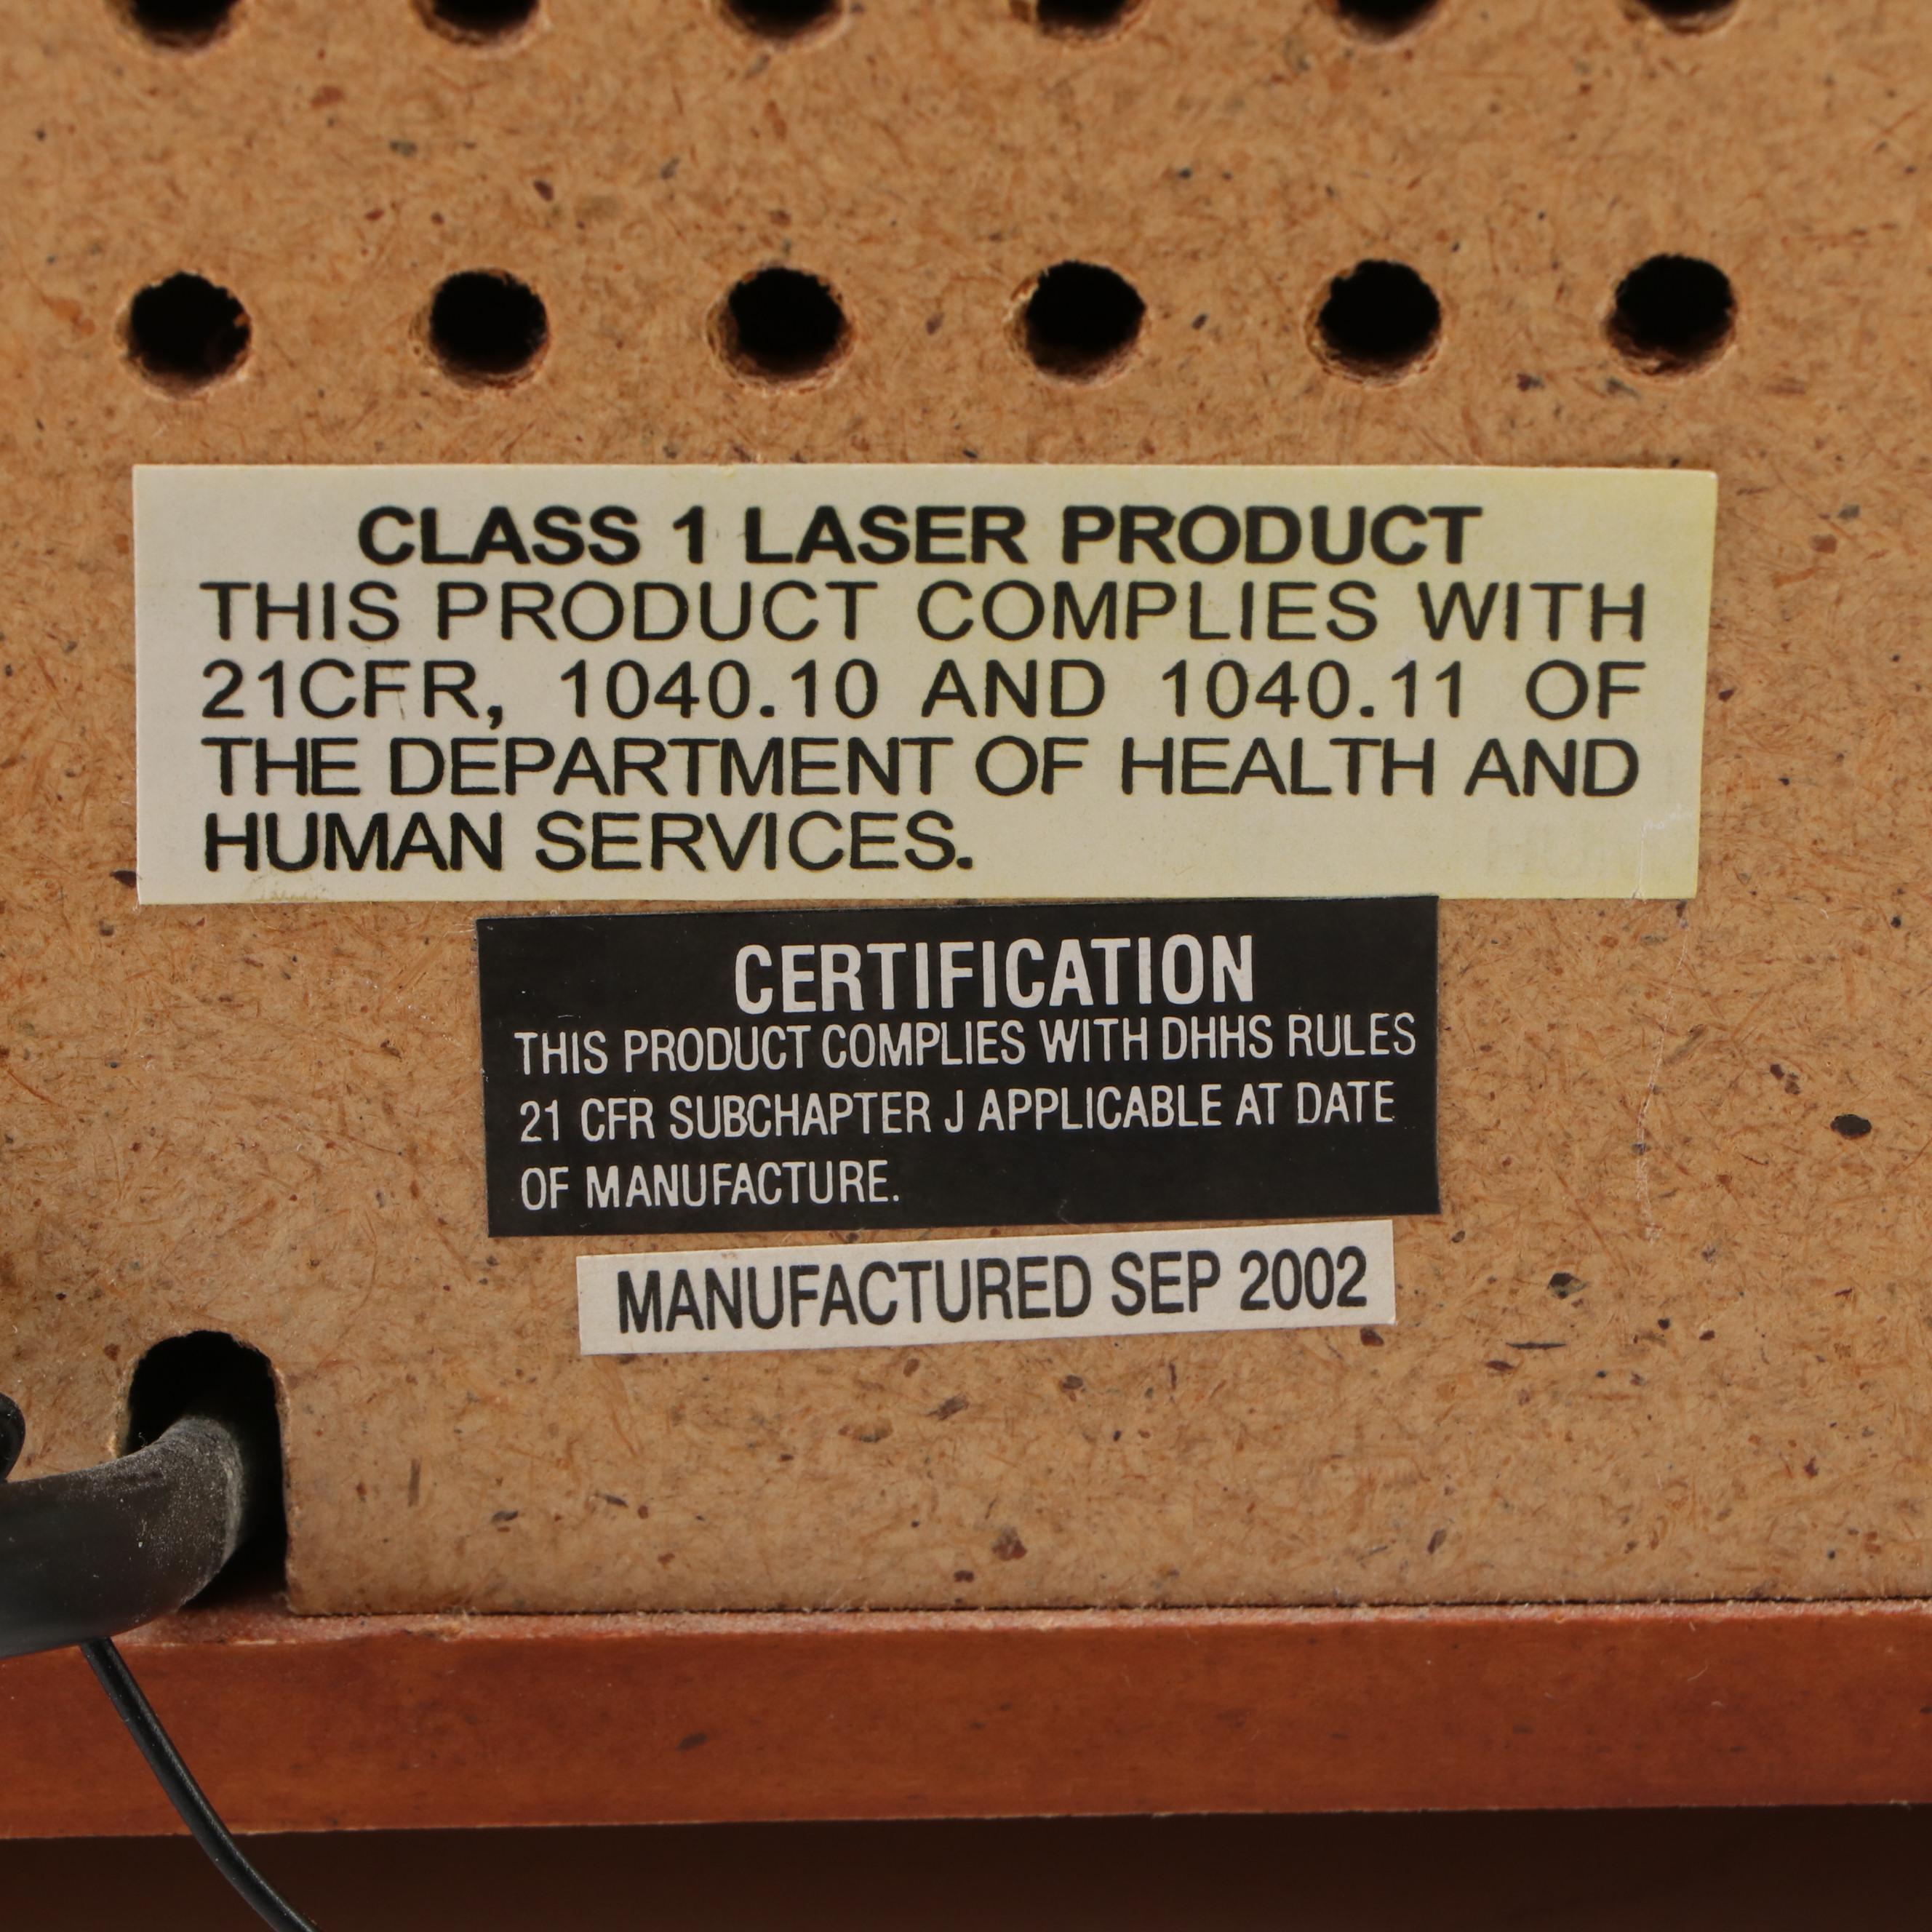 CLASS 1 LASER PRODUCT
THIS PRODUCT COMPLIES WITH
21CFR, 1040.10 AND 1040.11 OF
THE DEPARTMENT OF HEALTH AND
HUMAN SERVICES.
CERTIFICATION
THIS PRODUCT COMPLIES WITH DHHS RULES
21 CFR SUBCHAPTER J APPLICABLE AT DATE
OF MANUFACTURE.
MANUFACTURED SEP 2002